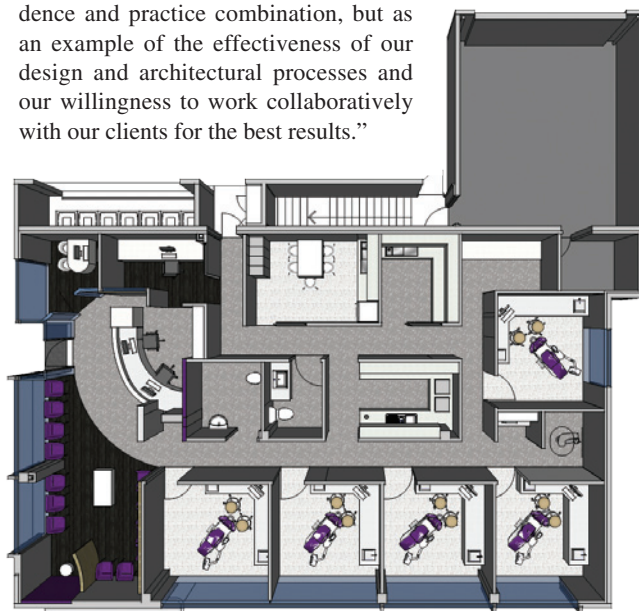 dence and practice combination, but as
an example of the effectiveness of our
design and architectural processes and
our willingness to work collaboratively
with our clients for the best results.”